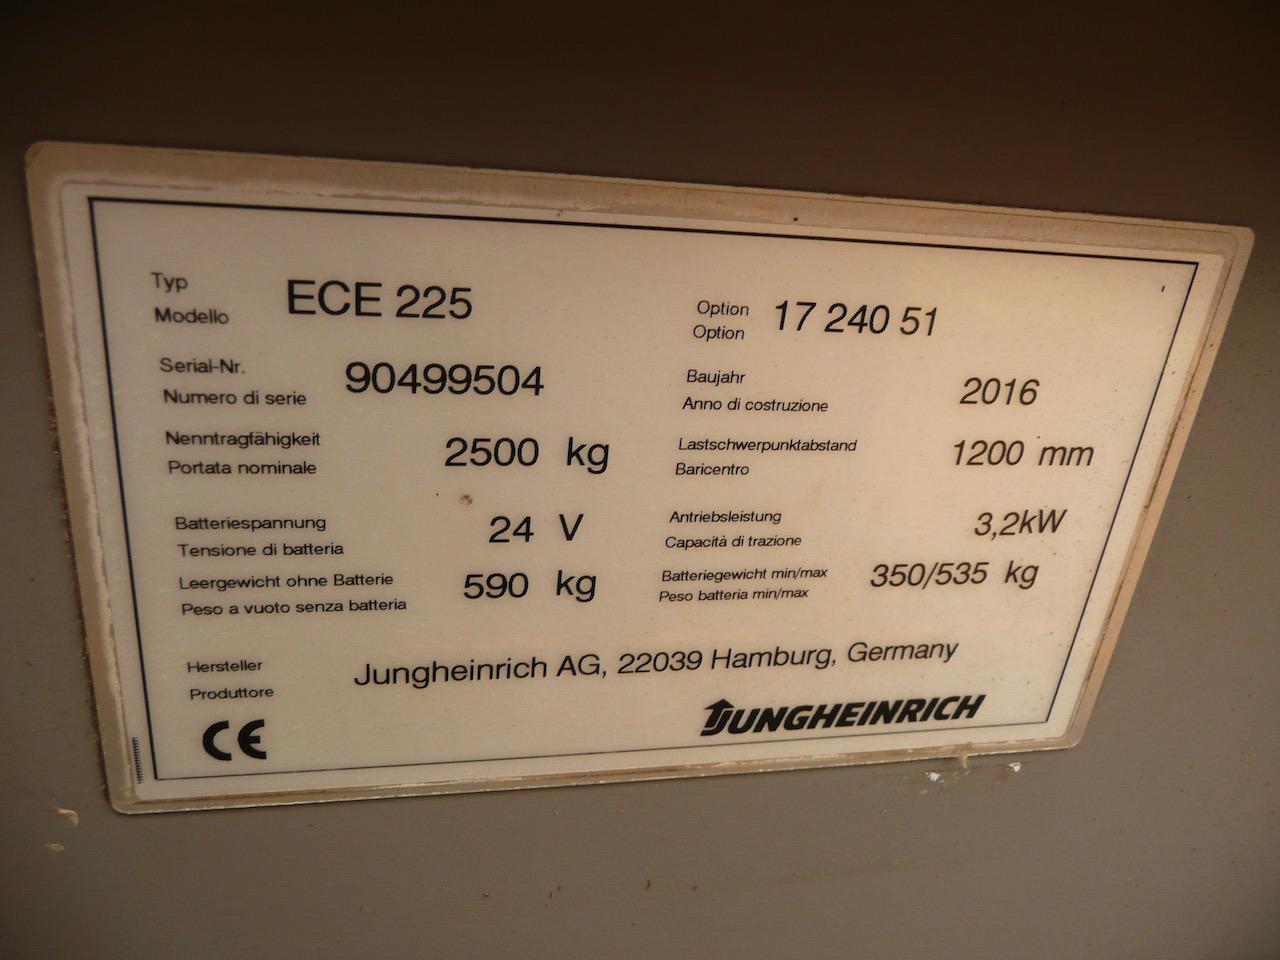 Typ
Modello
ECE 225
Option
Option
17 240 51
Serial-Nr.
Numero di serie
90499504
Baujahr
Anno di costruzione
2016
Nenntragfähigkeit
Portata nominale
2500 kg
Lastschwerpunktabstand
Baricentro
1200 mm
Batteriespannung
Tensione di batteria
24 V
Antriebsleistung
Capacità di trazione
3,2kW
Leergewicht ohne Batterie
Peso a vuoto senza batteria
590 kg
Batteriegewicht min/max
Peso batteria min/max
350/535 kg
Hersteller
Produttore
Jungheinrich AG, 22039 Hamburg, Germany
CE
JUNGHEINRICH